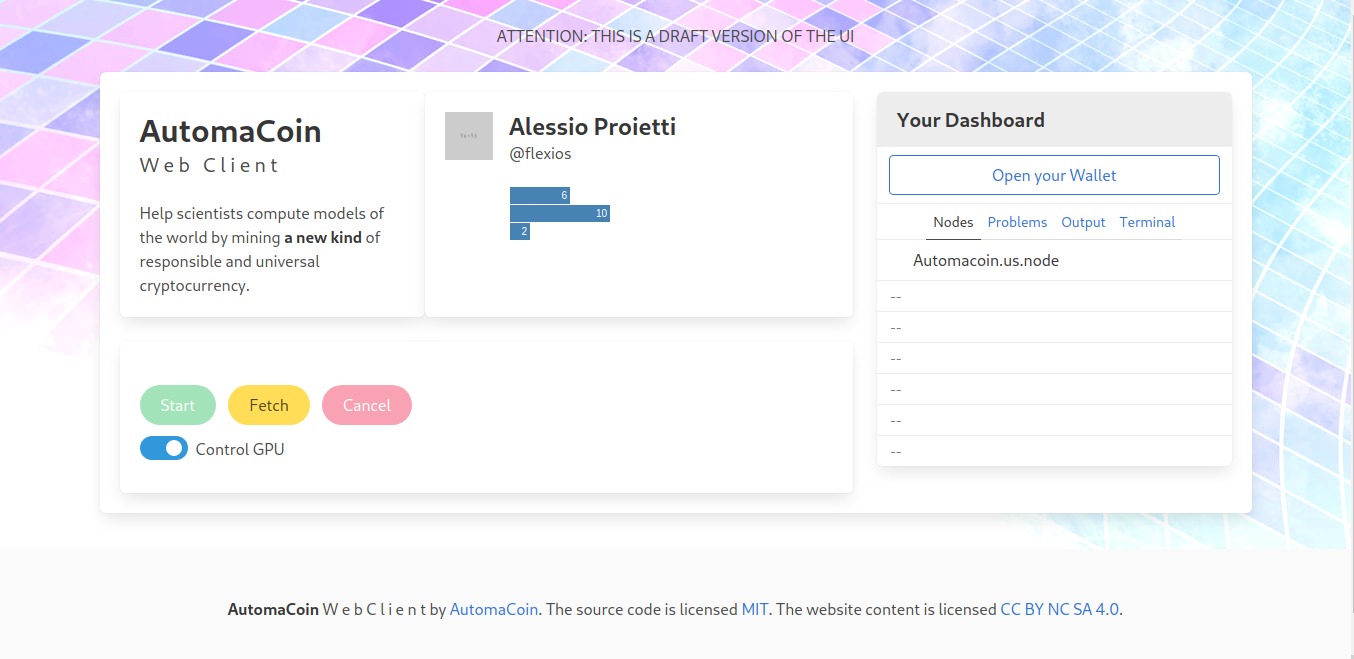 ATTENTION: THIS IS A DRAFT VERSION OF THE UI
AutomaCoin
Web Client
Help scientists compute models of
the world by mining a new kind of
responsible and universal
cryptocurrency.
Alessio Proietti
@flexios
6
10
2
Start
Fetch
Cancel
Control GPU
Your Dashboard
Open your Wallet
Nodes Problems Output Terminal
Automacoin.us.node
--
--
--
--
--
--
AutomaCoin W e b C l i e n t by AutomaCoin. The source code is licensed MIT. The website content is licensed CC BY NC SA 4.0.